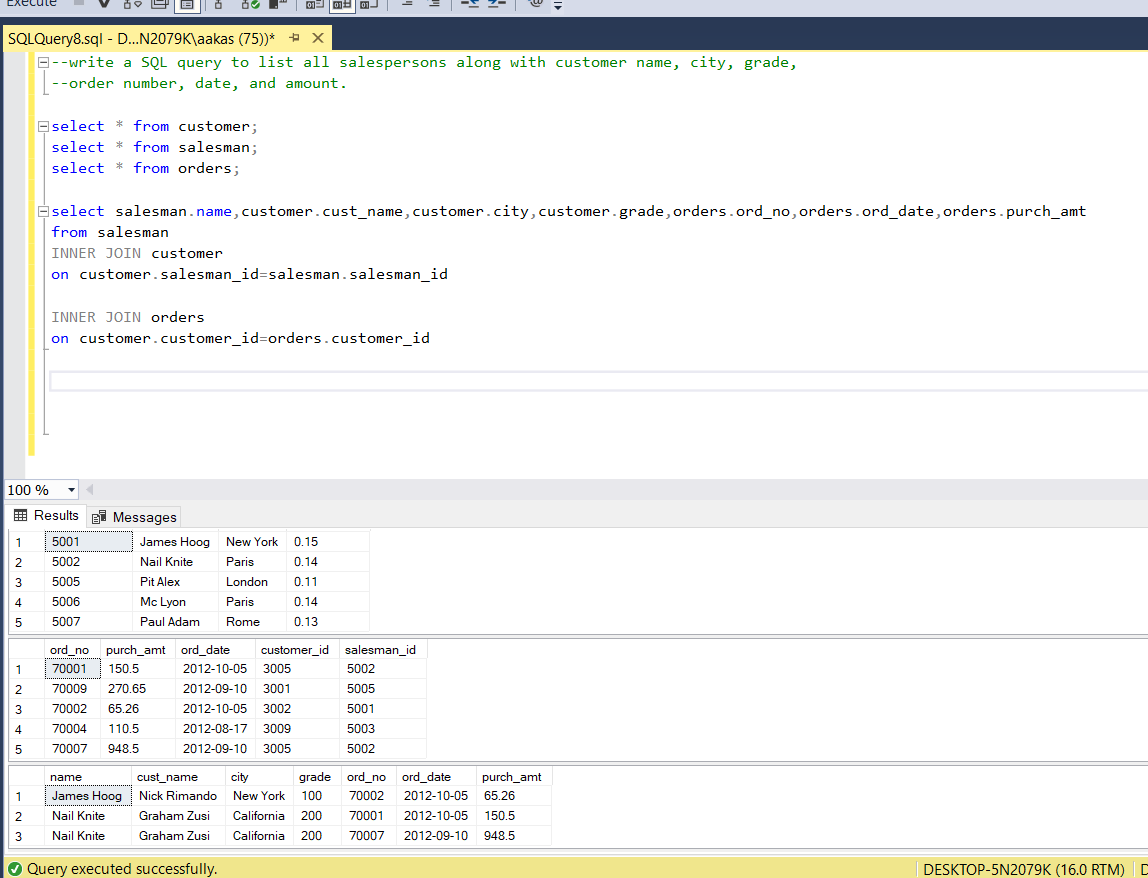 Execute
SQLQuery8.sql - D...N2079K\aakas (75))*
--write a SQL query to list all salespersons along with customer name, city, grade,
--order number, date, and amount.
select * from customer;
select * from salesman;
select * from orders;
select salesman.name,customer.cust_name,customer.city,customer.grade,orders.ord_no,orders.ord_date,orders.purch_amt
from salesman
INNER JOIN customer
on customer.salesman_id=salesman.salesman_id
INNER JOIN orders
on customer.customer_id=orders.customer_id
100 %
Results Messages
1 5001 James Hoog New York 0.15
2 5002 Nail Knite Paris 0.14
3 5005 Pit Alex London 0.11
4 5006 Mc Lyon Paris 0.14
5 5007 Paul Adam Rome 0.13
ord_no purch_amt ord_date customer_id salesman_id
1 70001 150.5 2012-10-05 3005 5002
2 70009 270.65 2012-09-10 3001 5005
3 70002 65.26 2012-10-05 3002 5001
4 70004 110.5 2012-08-17 3009 5003
5 70007 948.5 2012-09-10 3005 5002
name cust_name city grade ord_no ord_date purch_amt
1 James Hoog Nick Rimando New York 100 70002 2012-10-05 65.26
2 Nail Knite Graham Zusi California 200 70001 2012-10-05 150.5
3 Nail Knite Graham Zusi California 200 70007 2012-09-10 948.5
Query executed successfully. DESKTOP-5N2079K (16.0 RTM)